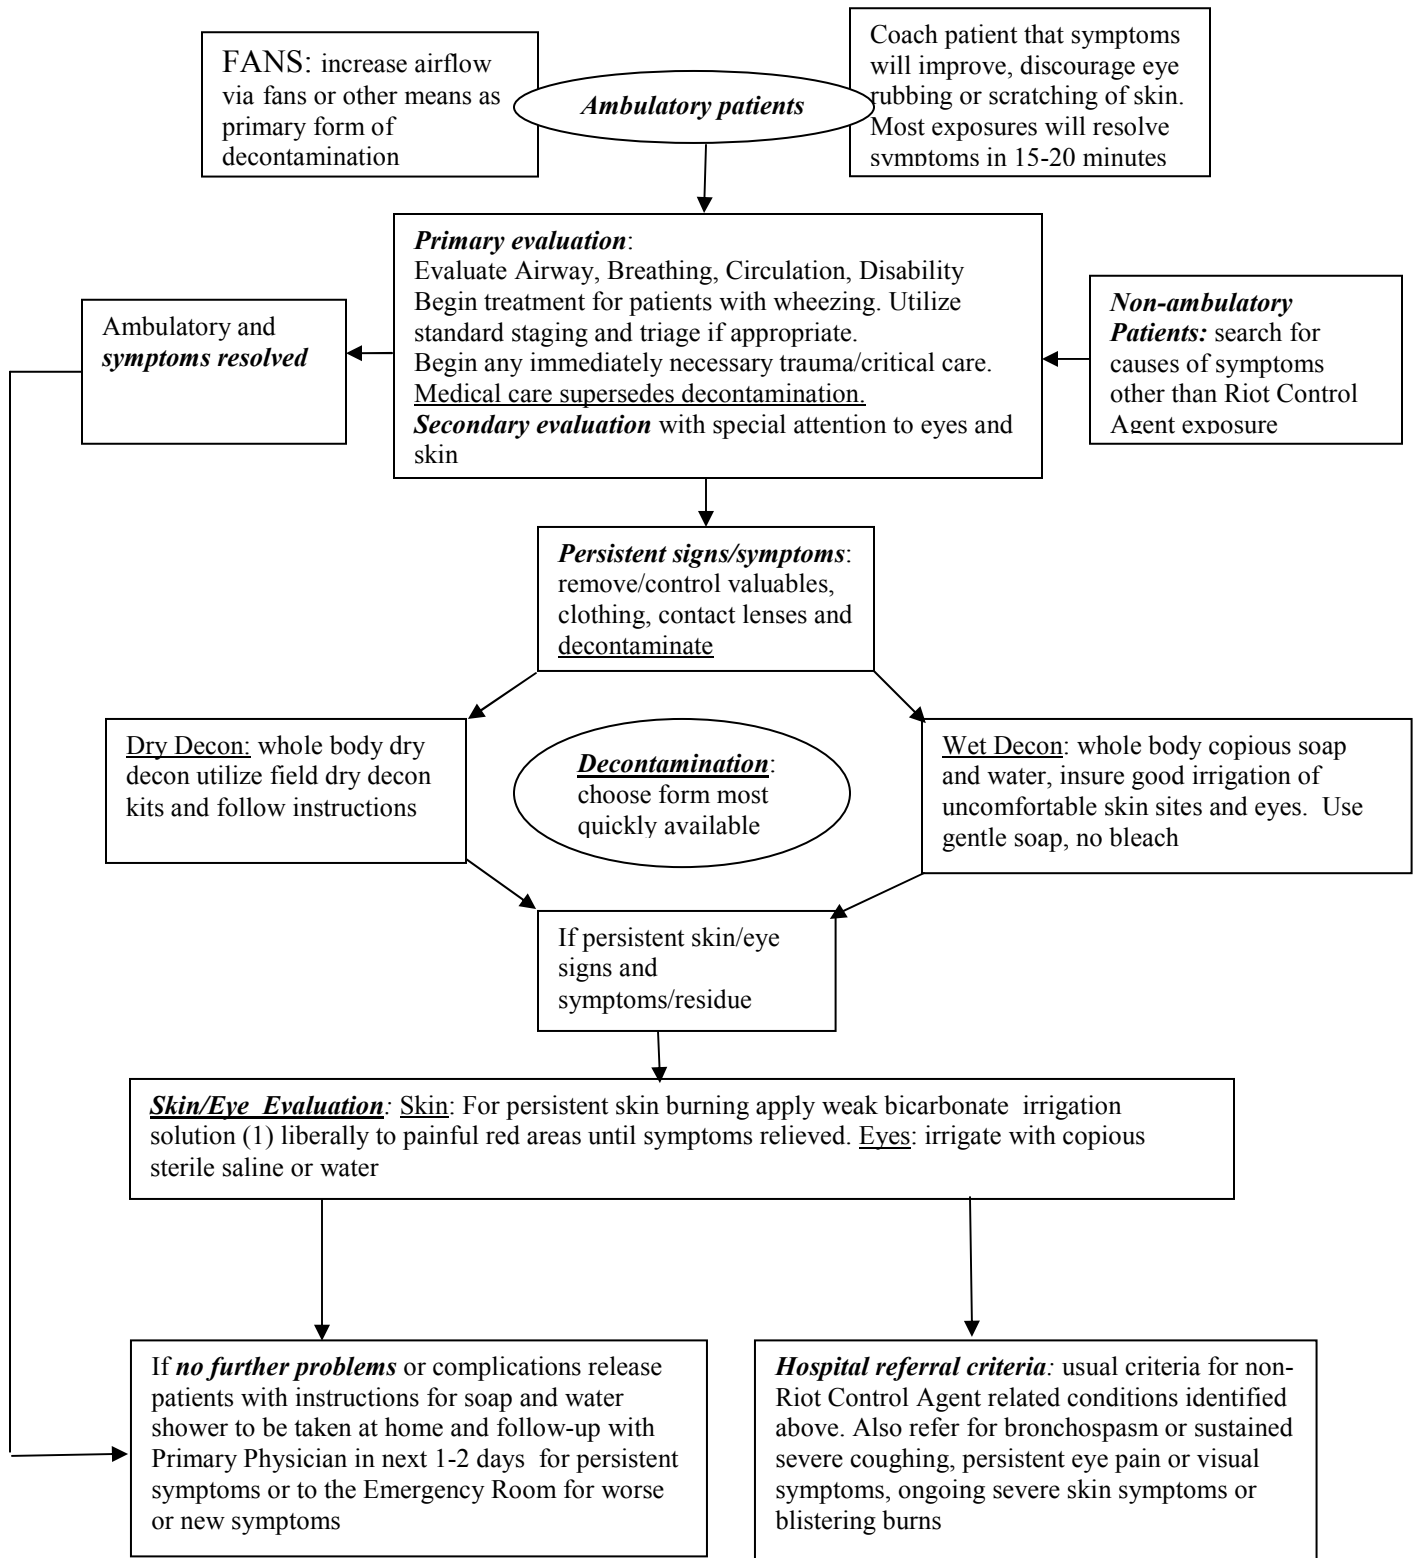 FANS: increase airflow
via fans or other means as
primary form of
decontamination
Ambulatory patients
Coach patient that symptoms
will improve, discourage eye
rubbing or scratching of skin.
Most exposures will resolve
symptoms in 15-20 minutes
Primary evaluation:
Evaluate Airway, Breathing, Circulation, Disability
Begin treatment for patients with wheezing. Utilize
standard staging and triage if appropriate.
Begin any immediately necessary trauma/critical care.
Medical care supersedes decontamination.
Secondary evaluation with special attention to eyes and
skin
Ambulatory and
symptoms resolved
Non-ambulatory
Patients: search for
causes of symptoms
other than Riot Control
Agent exposure
Persistent signs/symptoms:
remove/control valuables,
clothing, contact lenses and
decontaminate
Dry Decon: whole body dry
decon utilize field dry decon
kits and follow instructions
Decontamination:
choose form most
quickly available
Wet Decon: whole body copious soap
and water, insure good irrigation of
uncomfortable skin sites and eyes.  Use
gentle soap, no bleach
If persistent skin/eye
signs and
symptoms/residue
Skin/Eye  Evaluation: Skin: For persistent skin burning apply weak bicarbonate  irrigation
solution (1) liberally to painful red areas until symptoms relieved. Eyes: irrigate with copious
sterile saline or water
If no further problems or complications release
patients with instructions for soap and water
shower to be taken at home and follow-up with
Primary Physician in next 1-2 days  for persistent
symptoms or to the Emergency Room for worse
or new symptoms
Hospital referral criteria: usual criteria for non-
Riot Control Agent related conditions identified
above. Also refer for bronchospasm or sustained
severe coughing, persistent eye pain or visual
symptoms, ongoing severe skin symptoms or
blistering burns